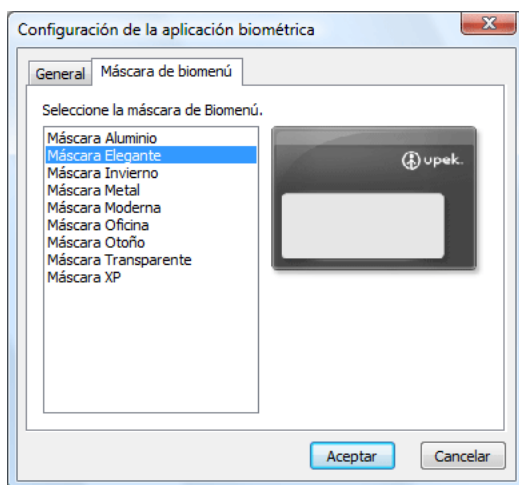 Configuración de la aplicación biométrica
General
Máscara de biomenú
Seleccione la máscara de Biomenú.
Máscara Aluminio
Máscara Elegante
Máscara Invierno
Máscara Metal
Máscara Moderna
Máscara Oficina
Máscara Otoño
Máscara Transparente
Máscara XP
upek.
Aceptar
Cancelar